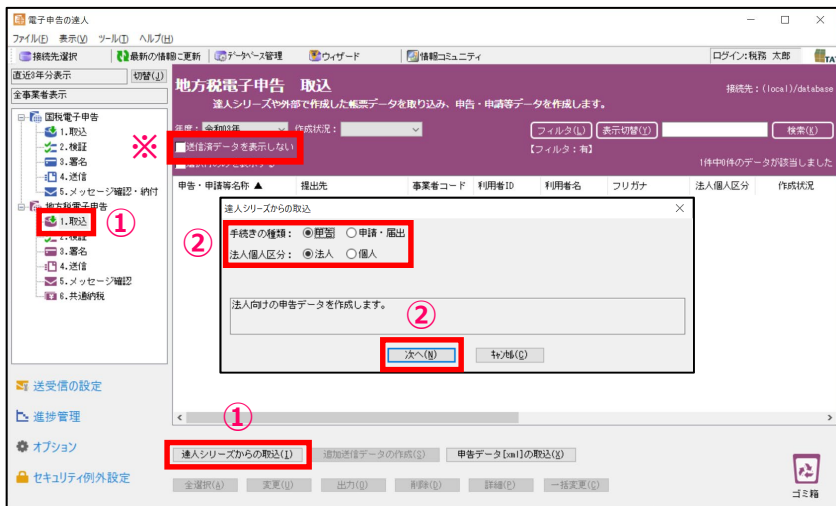 電子申告の達人
ファイル(F) 表示(V) ツール(T) ヘルプ(H)
接続先選択 最新の情報に更新 データベース管理 ウィザード 情報コミュニティ ログイン:税務 太郎
直近3年分表示 切替(J)
全事業者表示
国税電子申告
1.取込
2.検証
3.署名
4.送信
5.メッセージ確認・納付
地方税電子申告
1.取込
2.検証
3.署名
4.送信
5.メッセージ確認
6.共通納税
※
①
送受信の設定
進捗管理
オプション
セキュリティ例外設定
地方税電子申告 取込
接続先:(local)/database
達人シリーズや外部で作成した帳票データを取り込み、申告・申請等データを作成します。
年度: 令和03年 作成状況:
フィルタ(L) 表示切替(Y) 検索(K)
送信済データを表示しない
【フィルタ:有】
1件中0件のデータが該当しました
申告・申請等名称 ▲ 提出先 事業者コード 利用者ID 利用者名 フリガナ 法人個人区分 作成状況
達人シリーズからの取込
②
手続きの種類: 申告 申請・届出
法人個人区分: 法人 個人
法人向けの申告データを作成します。
②
次へ(N) キャンセル(C)
①
達人シリーズからの取込(I) 追加送信データの作成(S) 申告データ[xml]の取込(X)
全選択(A) 変更(U) 出力(O) 削除(D) 詳細(P) 一括変更(C)
ゴミ箱